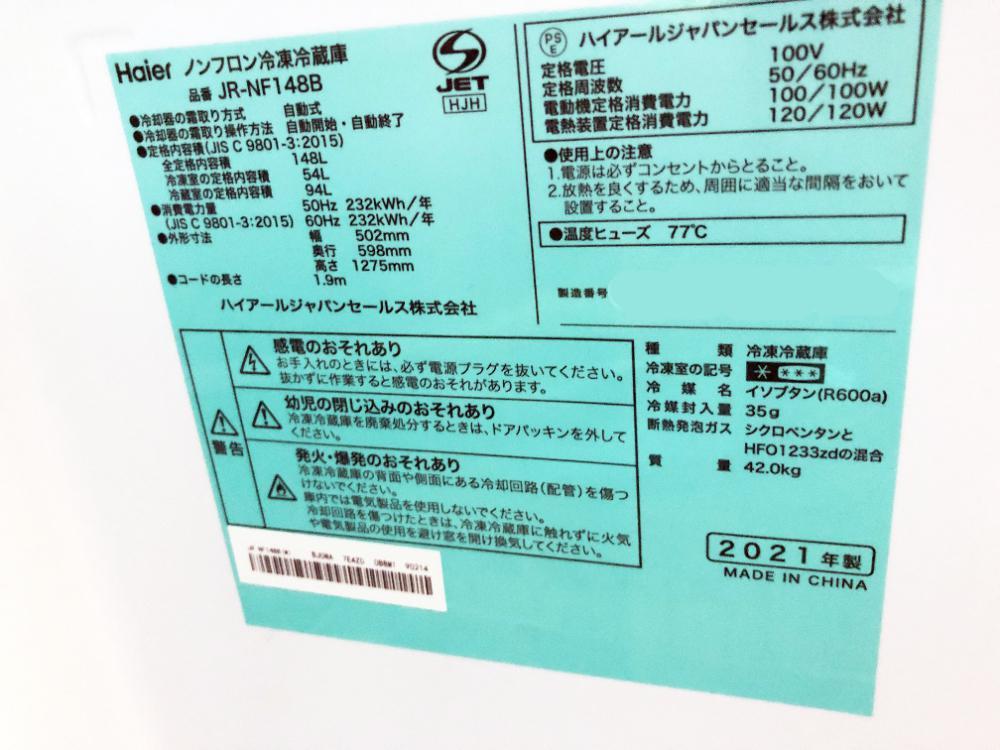 Haier ノンフロン冷凍冷蔵庫
品番 JR-NF148B
JET
HJH
●冷却器の霜取り方式 自動式
●冷却器の霜取り操作方法 自動開始・自動終了
●定格内容積(JIS C 9801-3:2015)
全定格内容積 148L
冷凍室の定格内容積 54L
冷蔵室の定格内容積 94L
●消費電力量 50Hz 232kWh/年
(JIS C 9801-3:2015) 60Hz 232kWh/年
●外形寸法 幅 502mm
奥行 598mm
高さ 1275mm
●コードの長さ 1.9m
ハイアールジャパンセールス株式会社
PS
E
ハイアールジャパンセールス株式会社
定格電圧 100V
定格周波数 50/60Hz
電動機定格消費電力 100/100W
電熱装置定格消費電力 120/120W
●使用上の注意
1.電源は必ずコンセントからとること。
2.放熱を良くするため、周囲に適当な間隔をおいて
設置すること。
●温度ヒューズ 77℃
製造番号
警告
感電のおそれあり
お手入れのときには、必ず電源プラグを抜いてください。
抜かずに作業すると感電のおそれがあります。
幼児の閉じ込みのおそれあり
冷凍冷蔵庫を廃棄処分するときは、ドアパッキンを外して
ください。
発火・爆発のおそれあり
冷凍冷蔵庫の背面や側面にある冷却回路(配管)を傷つ
けないでください。
庫内では電気製品を使用しないでください。
冷却回路を傷つけたときは、冷凍冷蔵庫に触れずに火気
や電気製品の使用を避け窓を開け換気してください。
種類 冷凍冷蔵庫
冷凍室の記号
冷媒名 イソブタン(R600a)
冷媒封入量 35g
断熱発泡ガス シクロペンタンと
HFO1233zdの混合
質量 42.0kg
2021年製
MADE IN CHINA
90214